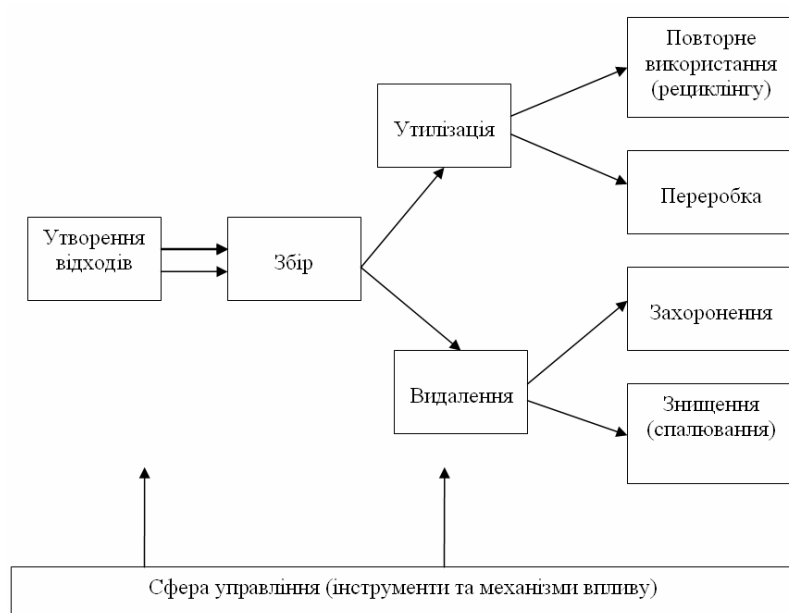 Повторне
використання
(рециклінгу)
Утилізація
Переробка
Утворення
відходів
Збір
Захоронення
Видалення
Знищення
(спалювання)
Сфера управління (інструменти та механізми впливу)